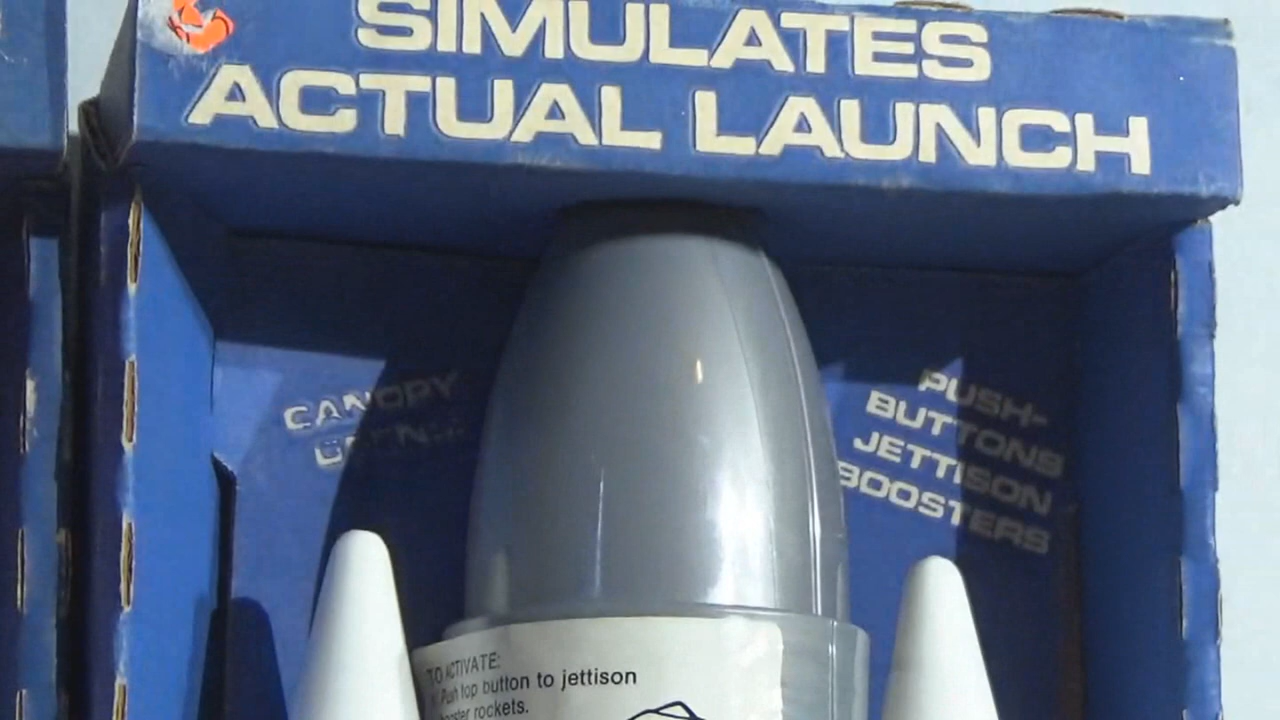 SIMULATES
ACTUAL LAUNCH
CANOPY
PUSH-
BUTTONS
JETTISON
BOOSTERS
TO ACTIVATE:
Push top button to jettison
rockets.